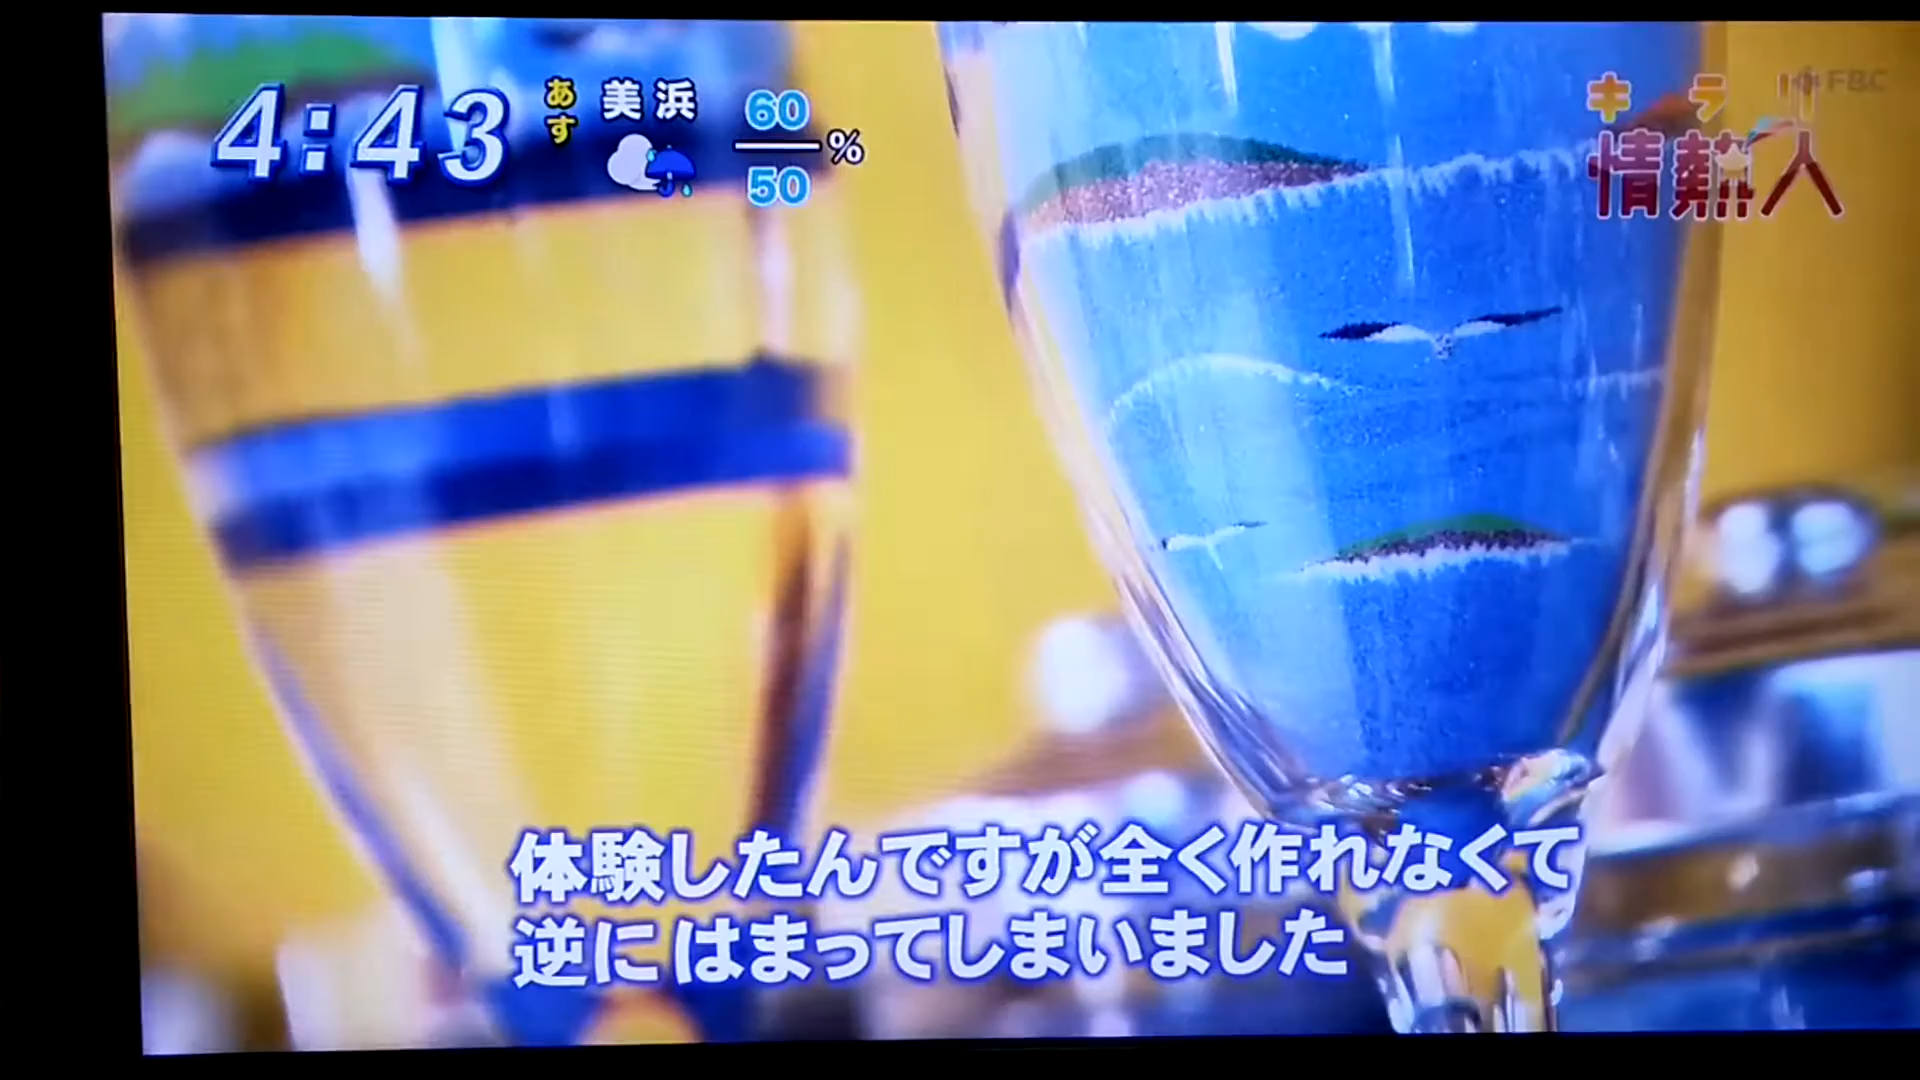 4:43
あす
美浜
60
50
%
FBC
キラリ
情熱人
体験したんですが全く作れなくて
逆にはまってしまいました